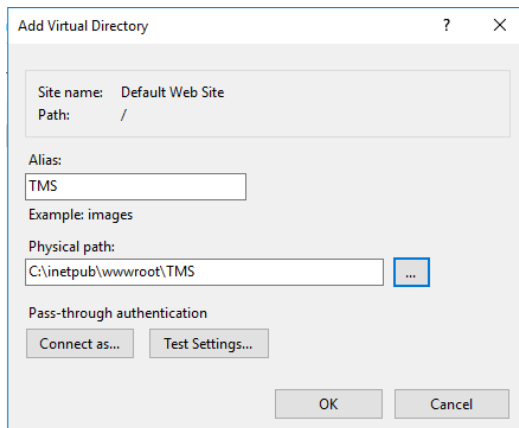 Add Virtual Directory ? ×
Site name: Default Web Site
Path: /
Alias:
TMS
Example: images
Physical path:
C:\inetpub\wwwroot\TMS ...
Pass-through authentication
Connect as... Test Settings...
OK Cancel